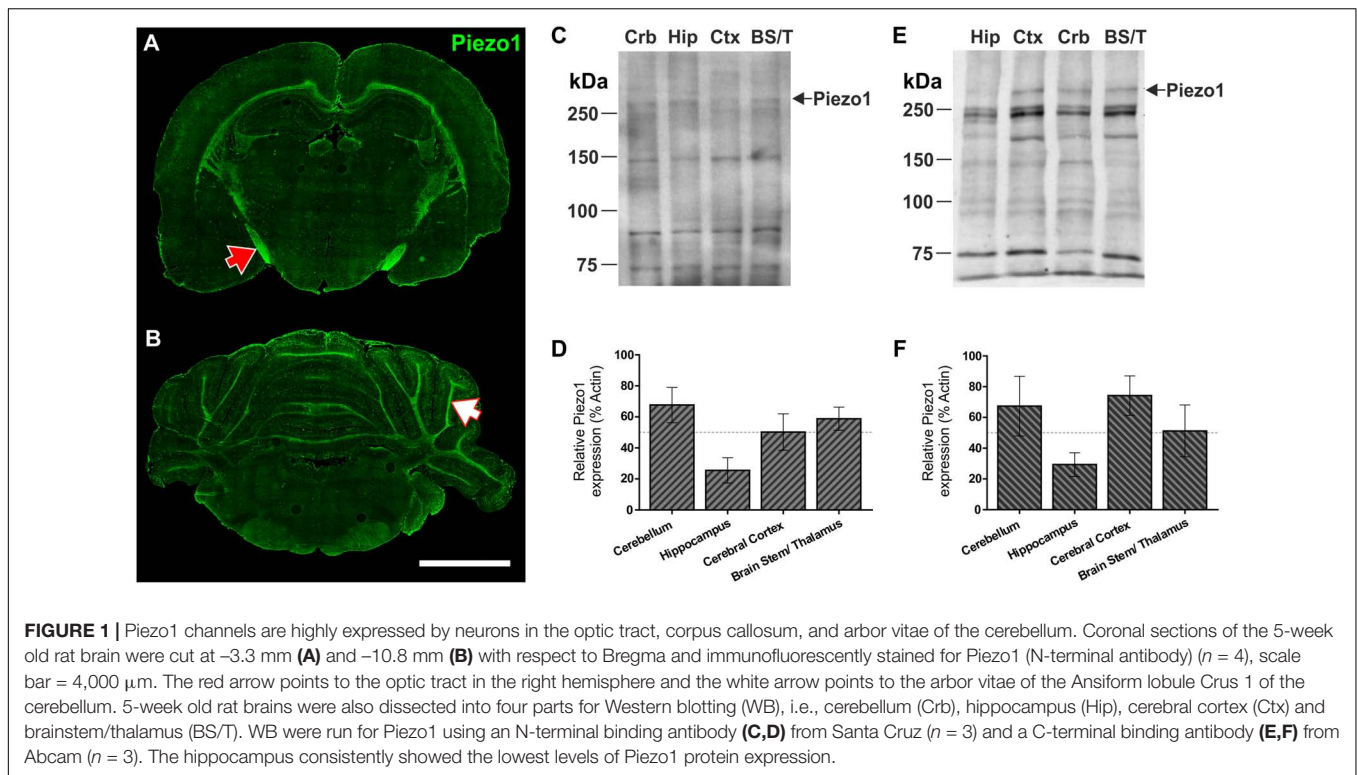 A
Piezo1
B
C
Crb Hip Ctx BS/T
kDa
Piezo1
250
150
100
75
E
Hip Ctx Crb BS/T
kDa
Piezo1
250
150
100
75
D
100
80
60
40
20
0
Relative Piezo1
expression (% Actin)
Cerebellum
Hippocampus
Cerebral Cortex
Brain Stem/ Thalamus
F
100
80
60
40
20
0
Relative Piezo1
expression (% Actin)
Cerebellum
Hippocampus
Cerebral Cortex
Brain Stem/ Thalamus
FIGURE 1 | Piezo1 channels are highly expressed by neurons in the optic tract, corpus callosum, and arbor vitae of the cerebellum. Coronal sections of the 5-week
old rat brain were cut at –3.3 mm (A) and –10.8 mm (B) with respect to Bregma and immunofluorescently stained for Piezo1 (N-terminal antibody) (n = 4), scale
bar = 4,000 μm. The red arrow points to the optic tract in the right hemisphere and the white arrow points to the arbor vitae of the Ansiform lobule Crus 1 of the
cerebellum. 5-week old rat brains were also dissected into four parts for Western blotting (WB), i.e., cerebellum (Crb), hippocampus (Hip), cerebral cortex (Ctx) and
brainstem/thalamus (BS/T). WB were run for Piezo1 using an N-terminal binding antibody (C,D) from Santa Cruz (n = 3) and a C-terminal binding antibody (E,F) from
Abcam (n = 3). The hippocampus consistently showed the lowest levels of Piezo1 protein expression.